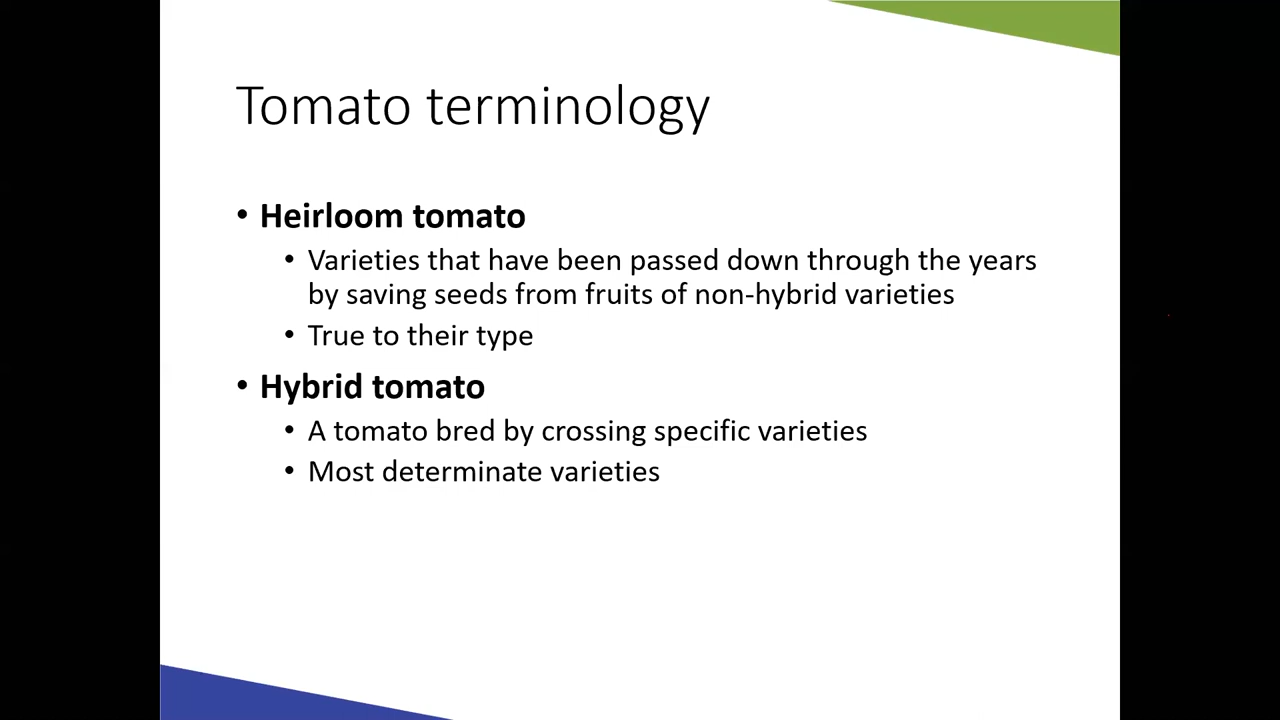 Tomato terminology
• Heirloom tomato
• Varieties that have been passed down through the years
by saving seeds from fruits of non-hybrid varieties
• True to their type
• Hybrid tomato
• A tomato bred by crossing specific varieties
• Most determinate varieties